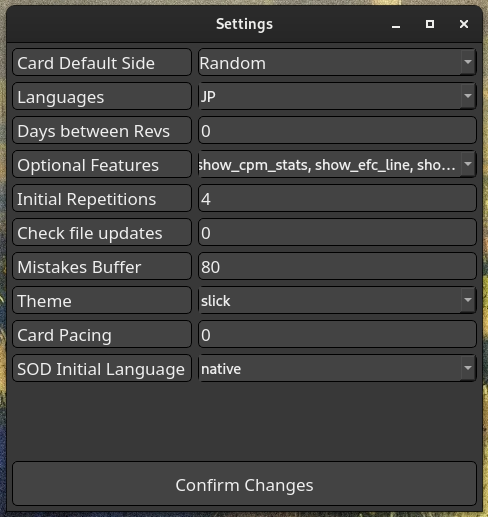 Settings
Card Default Side Random
Languages JP
Days between Revs 0
Optional Features show_cpm_stats, show_efc_line, sho...
Initial Repetitions 4
Check file updates 0
Mistakes Buffer 80
Theme slick
Card Pacing 0
SOD Initial Language native
Confirm Changes